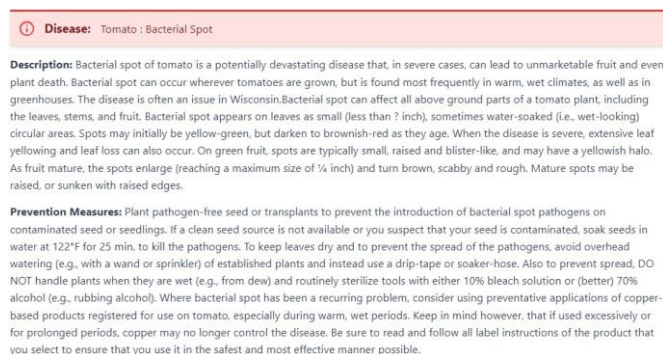 Disease: Tomato : Bacterial Spot
Description: Bacterial spot of tomato is a potentially devastating disease that, in severe cases, can lead to unmarketable fruit and even
plant death. Bacterial spot can occur wherever tomatoes are grown, but is found most frequently in warm, wet climates, as well as in
greenhouses. The disease is often an issue in Wisconsin.Bacterial spot can affect all above ground parts of a tomato plant, including
the leaves, stems, and fruit. Bacterial spot appears on leaves as small (less than ? inch), sometimes water-soaked (i.e., wet-looking)
circular areas. Spots may initially be yellow-green, but darken to brownish-red as they age. When the disease is severe, extensive leaf
yellowing and leaf loss can also occur. On green fruit, spots are typically small, raised and blister-like, and may have a yellowish halo.
As fruit mature, the spots enlarge (reaching a maximum size of ¼ inch) and turn brown, scabby and rough. Mature spots may be
raised, or sunken with raised edges.
Prevention Measures: Plant pathogen-free seed or transplants to prevent the introduction of bacterial spot pathogens on
contaminated seed or seedlings. If a clean seed source is not available or you suspect that your seed is contaminated, soak seeds in
water at 122°F for 25 min. to kill the pathogens. To keep leaves dry and to prevent the spread of the pathogens, avoid overhead
watering (e.g., with a wand or sprinkler) of established plants and instead use a drip-tape or soaker-hose. Also to prevent spread, DO
NOT handle plants when they are wet (e.g., from dew) and routinely sterilize tools with either 10% bleach solution or (better) 70%
alcohol (e.g., rubbing alcohol). Where bacterial spot has been a recurring problem, consider using preventative applications of copper-
based products registered for use on tomato, especially during warm, wet periods. Keep in mind however, that if used excessively or
for prolonged periods, copper may no longer control the disease. Be sure to read and follow all label instructions of the product that
you select to ensure that you use it in the safest and most effective manner possible.